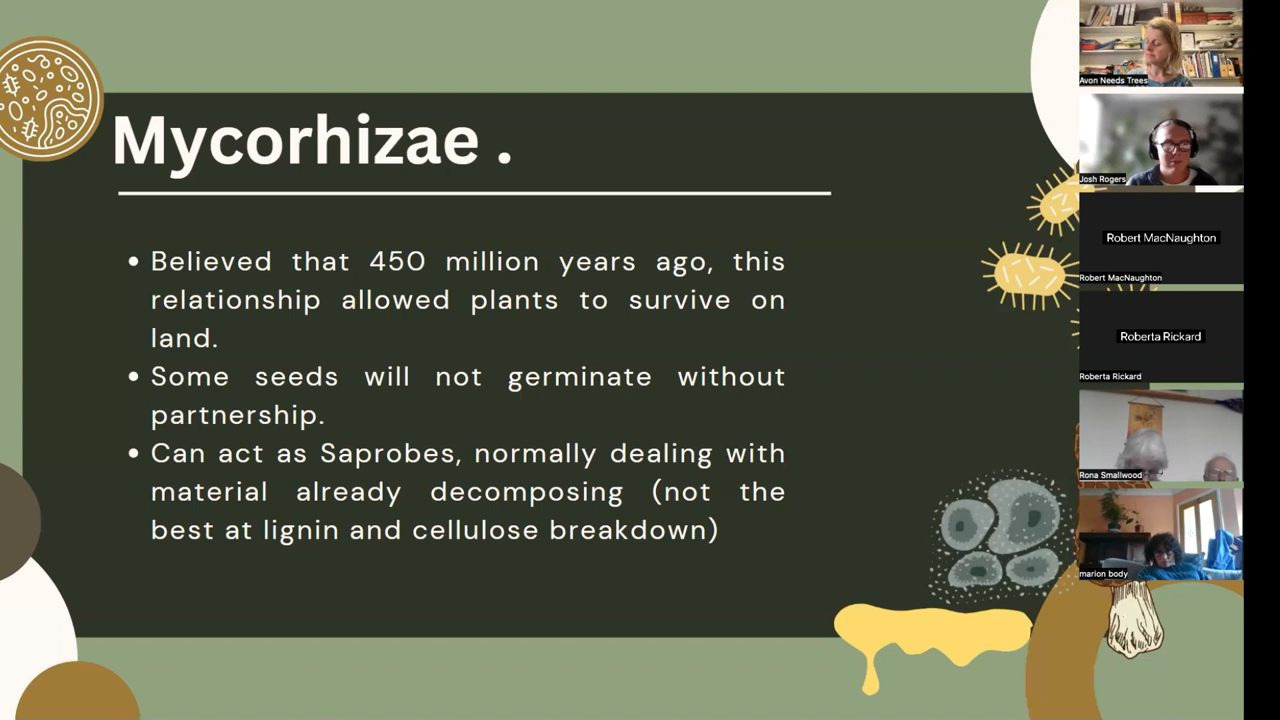 Mycorhizae .
Believed that 450 million years ago, this
relationship allowed plants to survive on
land.
Some seeds will not germinate without
partnership.
Can act as Saprobes, normally dealing with
material already decomposing (not the
best at lignin and cellulose breakdown)
Avon Needs Trees
Josh Rogers
Robert MacNaughton
Robert MacNaughton
Roberta Rickard
Roberta Rickard
Rona Smallwood
marion body